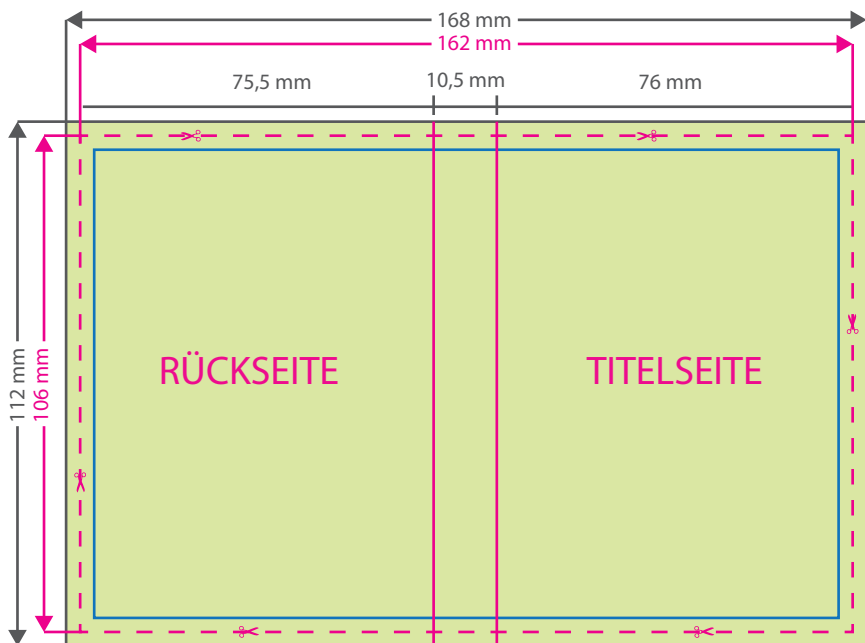 168 mm
162 mm
75,5 mm
10,5 mm
76 mm
112 mm
106 mm
RÜCKSEITE
TITELSEITE